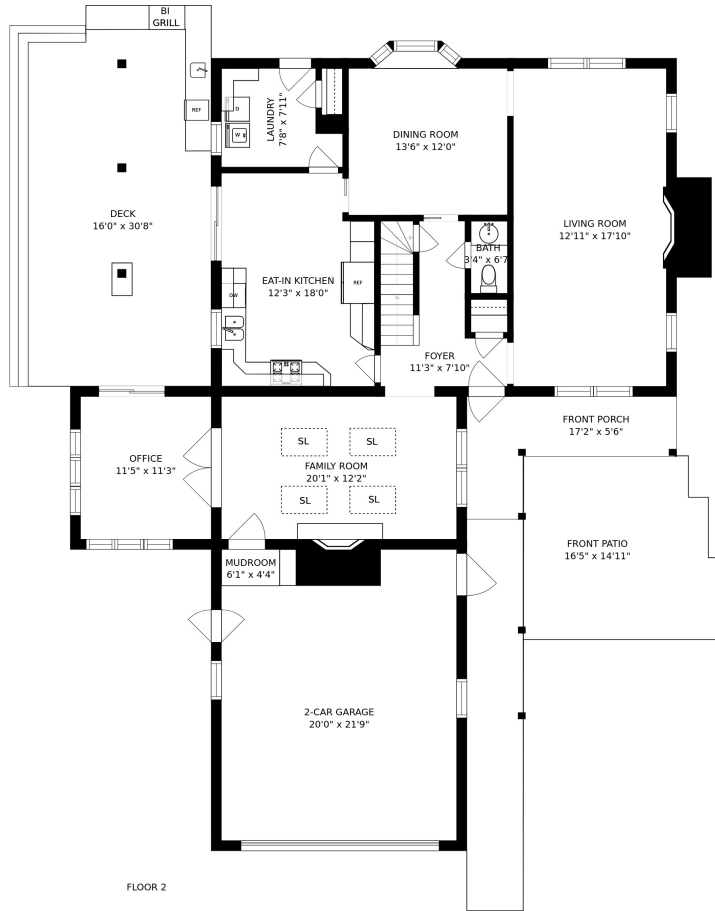 BI
GRILL
REF
D
W
LAUNDRY
7'8" x 7'11"
DINING ROOM
13'6" x 12'0"
DECK
16'0" x 30'8"
LIVING ROOM
12'11" x 17'10"
BATH
3'4" x 6'7
EAT-IN KITCHEN
12'3" x 18'0"
REF
DW
FOYER
11'3" x 7'10"
FRONT PORCH
17'2" x 5'6"
SL
SL
OFFICE
11'5" x 11'3"
FAMILY ROOM
20'1" x 12'2"
SL
SL
FRONT PATIO
16'5" x 14'11"
MUDROOM
6'1" x 4'4"
2-CAR GARAGE
20'0" x 21'9"
FLOOR 2